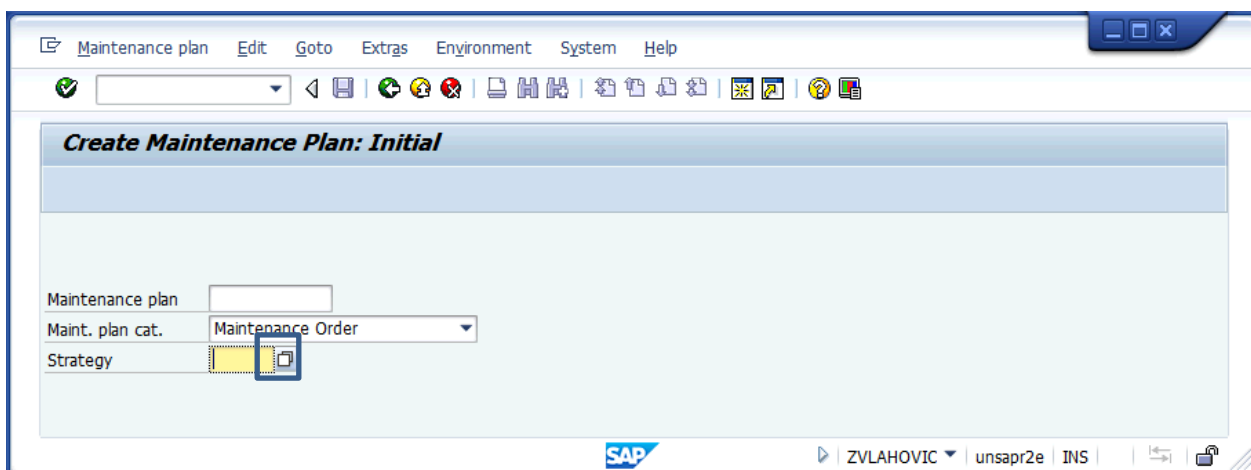 Maintenance plan Edit Goto Extras Environment System Help
Create Maintenance Plan: Initial
Maintenance plan
Maint. plan cat. Maintenance Order
Strategy
SAP ZVLAHOVIC unsapr2e INS